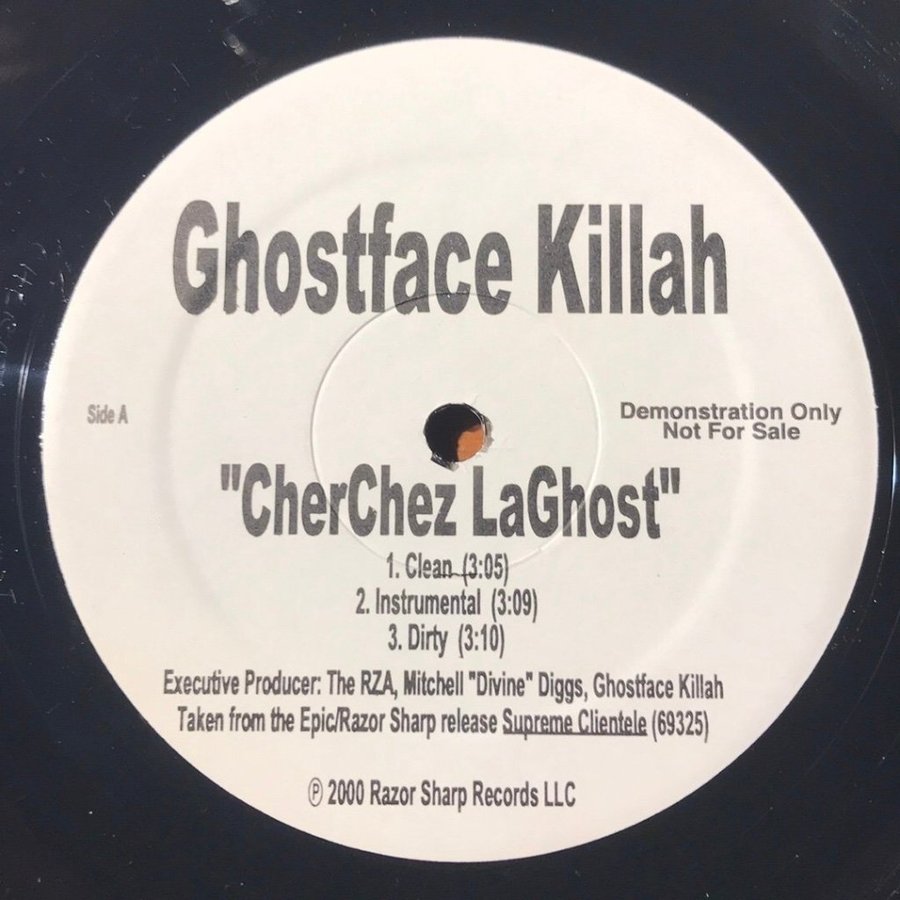 Ghostface Killah
Side A
Demonstration Only
Not For Sale
"CherChez LaGhost"
1. Clean (3:05)
2. Instrumental (3:09)
3. Dirty (3:10)
Executive Producer: The RZA, Mitchell "Divine" Diggs, Ghostface Killah
Taken from the Epic/Razor Sharp release Supreme Clientele (69325)
℗ 2000 Razor Sharp Records LLC